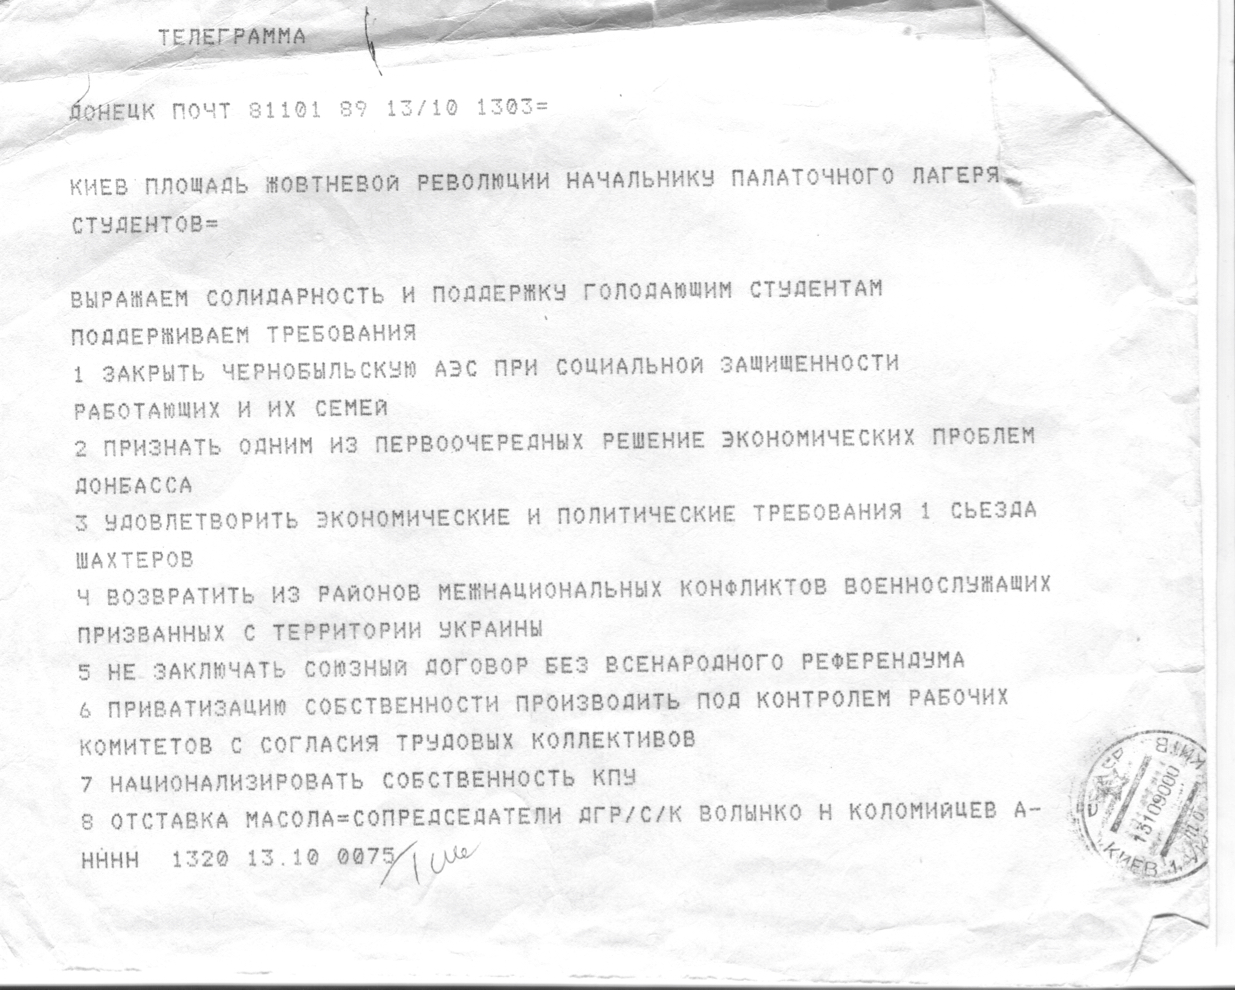 ТЕЛЕГРАММА
ДОНЕЦК ПОЧТ 81101 89 13/10 1303=
КИЕВ ПЛОЩАДЬ ЖОВТНЕВОЙ РЕВОЛЮЦИИ НАЧАЛЬНИКУ ПАЛАТОЧНОГО ЛАГЕРЯ
СТУДЕНТОВ=
ВЫРАЖАЕМ СОЛИДАРНОСТЬ И ПОДДЕРЖКУ ГОЛОДАЮЩИМ СТУДЕНТАМ
ПОДДЕРЖИВАЕМ ТРЕБОВАНИЯ
1 ЗАКРЫТЬ ЧЕРНОБЫЛЬСКУЮ АЭС ПРИ СОЦИАЛЬНОЙ ЗАЩИЩЕННОСТИ
РАБОТАЮЩИХ И ИХ СЕМЕЙ
2 ПРИЗНАТЬ ОДНИМ ИЗ ПЕРВООЧЕРЕДНЫХ РЕШЕНИЕ ЭКОНОМИЧЕСКИХ ПРОБЛЕМ
ДОНБАССА
3 УДОВЛЕТВОРИТЬ ЭКОНОМИЧЕСКИЕ И ПОЛИТИЧЕСКИЕ ТРЕБОВАНИЯ 1 СЬЕЗДА
ШАХТЕРОВ
4 ВОЗВРАТИТЬ ИЗ РАЙОНОВ МЕЖНАЦИОНАЛЬНЫХ КОНФЛИКТОВ ВОЕННОСЛУЖАЩИХ
ПРИЗВАННЫХ С ТЕРРИТОРИИ УКРАИНЫ
5 НЕ ЗАКЛЮЧАТЬ СОЮЗНЫЙ ДОГОВОР БЕЗ ВСЕНАРОДНОГО РЕФЕРЕНДУМА
6 ПРИВАТИЗАЦИЮ СОБСТВЕННОСТИ ПРОИЗВОДИТЬ ПОД КОНТРОЛЕМ РАБОЧИХ
КОМИТЕТОВ С СОГЛАСИЯ ТРУДОВЫХ КОЛЛЕКТИВОВ
7 НАЦИОНАЛИЗИРОВАТЬ СОБСТВЕННОСТЬ КПУ
8 ОТСТАВКА МАСОЛА=СОПРЕДСЕДАТЕЛИ ДГР/С/К ВОЛЫНКО Н КОЛОМИЙЦЕВ А-
НННН 1320 13.10 0075
КИЇВ
13109000
КИЕВ 1